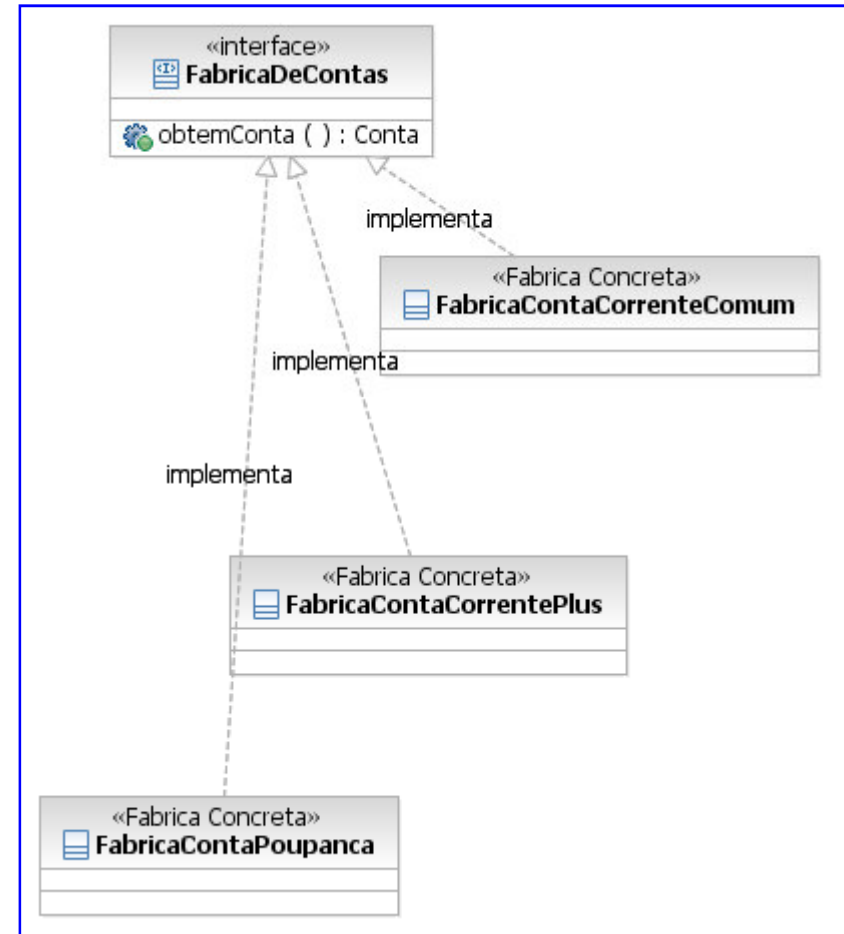 «interface»
FabricaDeContas
obtemConta ( ) : Conta
implementa
«Fabrica Concreta»
FabricaContaCorrenteComum
implementa
implementa
«Fabrica Concreta»
FabricaContaCorrentePlus
«Fabrica Concreta»
FabricaContaPoupanca